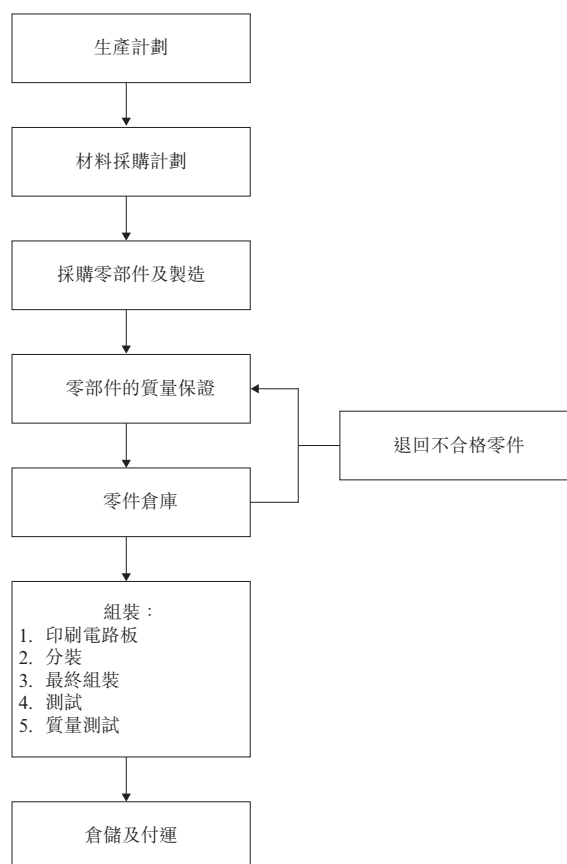 生產計劃
材料採購計劃
採購零部件及製造
零部件的質量保證
退回不合格零件
零件倉庫
組裝：
1. 印刷電路板
2. 分裝
3. 最終組裝
4. 測試
5. 質量測試
倉儲及付運